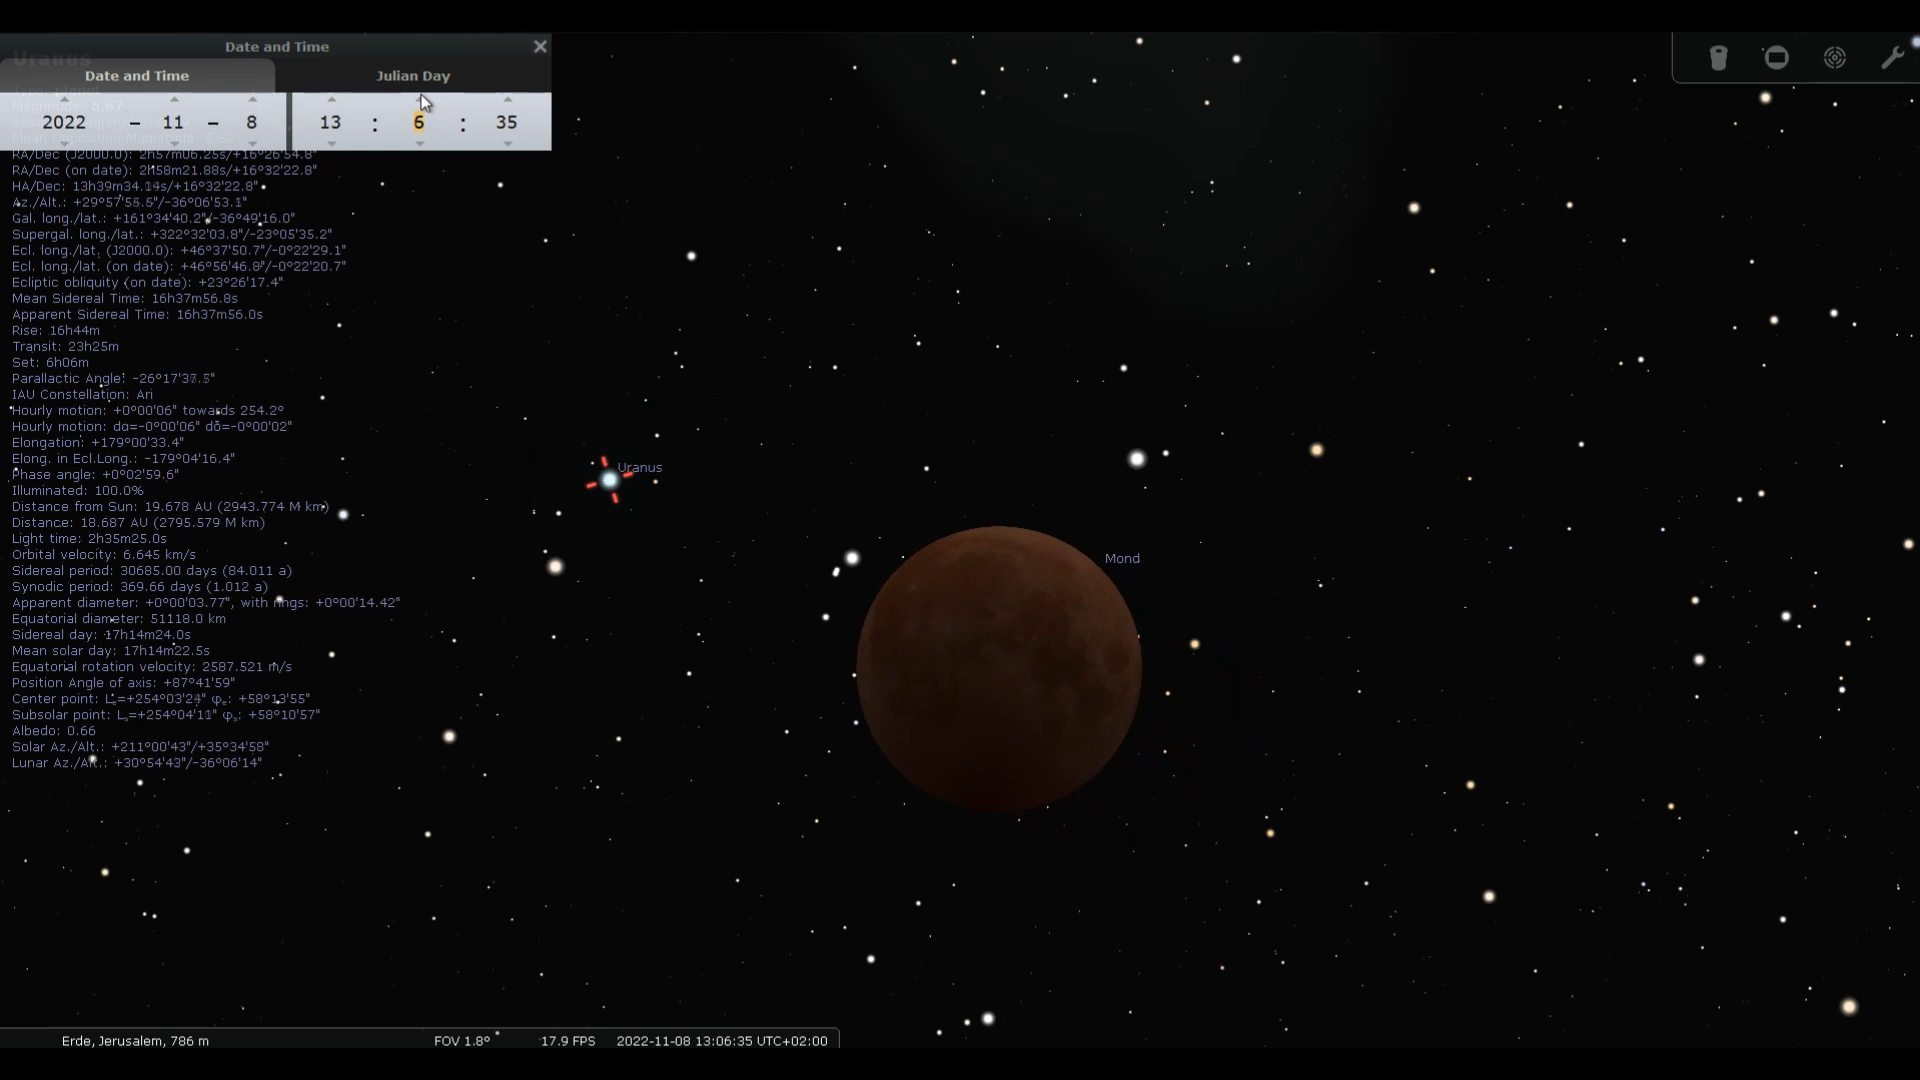 Date and Time
Uranus
Date and Time
Julian Day
2022 - 11 - 8 13 : 6 : 35
RA/Dec (J2000.0): 2h57m06.25s/+16°26'54.8"
RA/Dec (on date): 2h58m21.88s/+16°32'22.8"
HA/Dec: 13h39m34.14s/+16°32'22.8"
Az./Alt.: +29°57'55.5"/-36°06'53.1"
Gal. long./lat.: +161°34'40.2"/-36°49'16.0"
Supergal. long./lat.: +322°32'03.8"/-23°05'35.2"
Ecl. long./lat. (J2000.0): +46°37'50.7"/-0°22'29.1"
Ecl. long./lat. (on date): +46°56'46.8"/-0°22'20.7"
Ecliptic obliquity (on date): +23°26'17.4"
Mean Sidereal Time: 16h37m56.8s
Apparent Sidereal Time: 16h37m56.0s
Rise: 16h44m
Transit: 23h25m
Set: 6h06m
Parallactic Angle: -26°17'37.5"
IAU Constellation: Ari
Hourly motion: +0°00'06" towards 254.2°
Hourly motion: dα=-0°00'06" dδ=-0°00'02"
Elongation: +179°00'33.4"
Elong. in Ecl.Long.: -179°04'16.4"
Phase angle: +0°02'59.6"
Illuminated: 100.0%
Distance from Sun: 19.678 AU (2943.774 M km)
Distance: 18.687 AU (2795.579 M km)
Light time: 2h35m25.0s
Orbital velocity: 6.645 km/s
Sidereal period: 30685.00 days (84.011 a)
Synodic period: 369.66 days (1.012 a)
Apparent diameter: +0°00'03.77", with rings: +0°00'14.42"
Equatorial diameter: 51118.0 km
Sidereal day: 17h14m24.0s
Mean solar day: 17h14m22.5s
Equatorial rotation velocity: 2587.521 m/s
Position Angle of axis: +87°41'59"
Center point: Lₑ=+254°03'24" φₑ: +58°13'55"
Subsolar point: Lₛ=+254°04'11" φₛ: +58°10'57"
Albedo: 0.66
Solar Az./Alt.: +211°00'43"/+35°34'58"
Lunar Az./Alt.: +30°54'43"/-36°06'14"
Uranus
Mond
Erde, Jerusalem, 786 m FOV 1.8° 17.9 FPS 2022-11-08 13:06:35 UTC+02:00